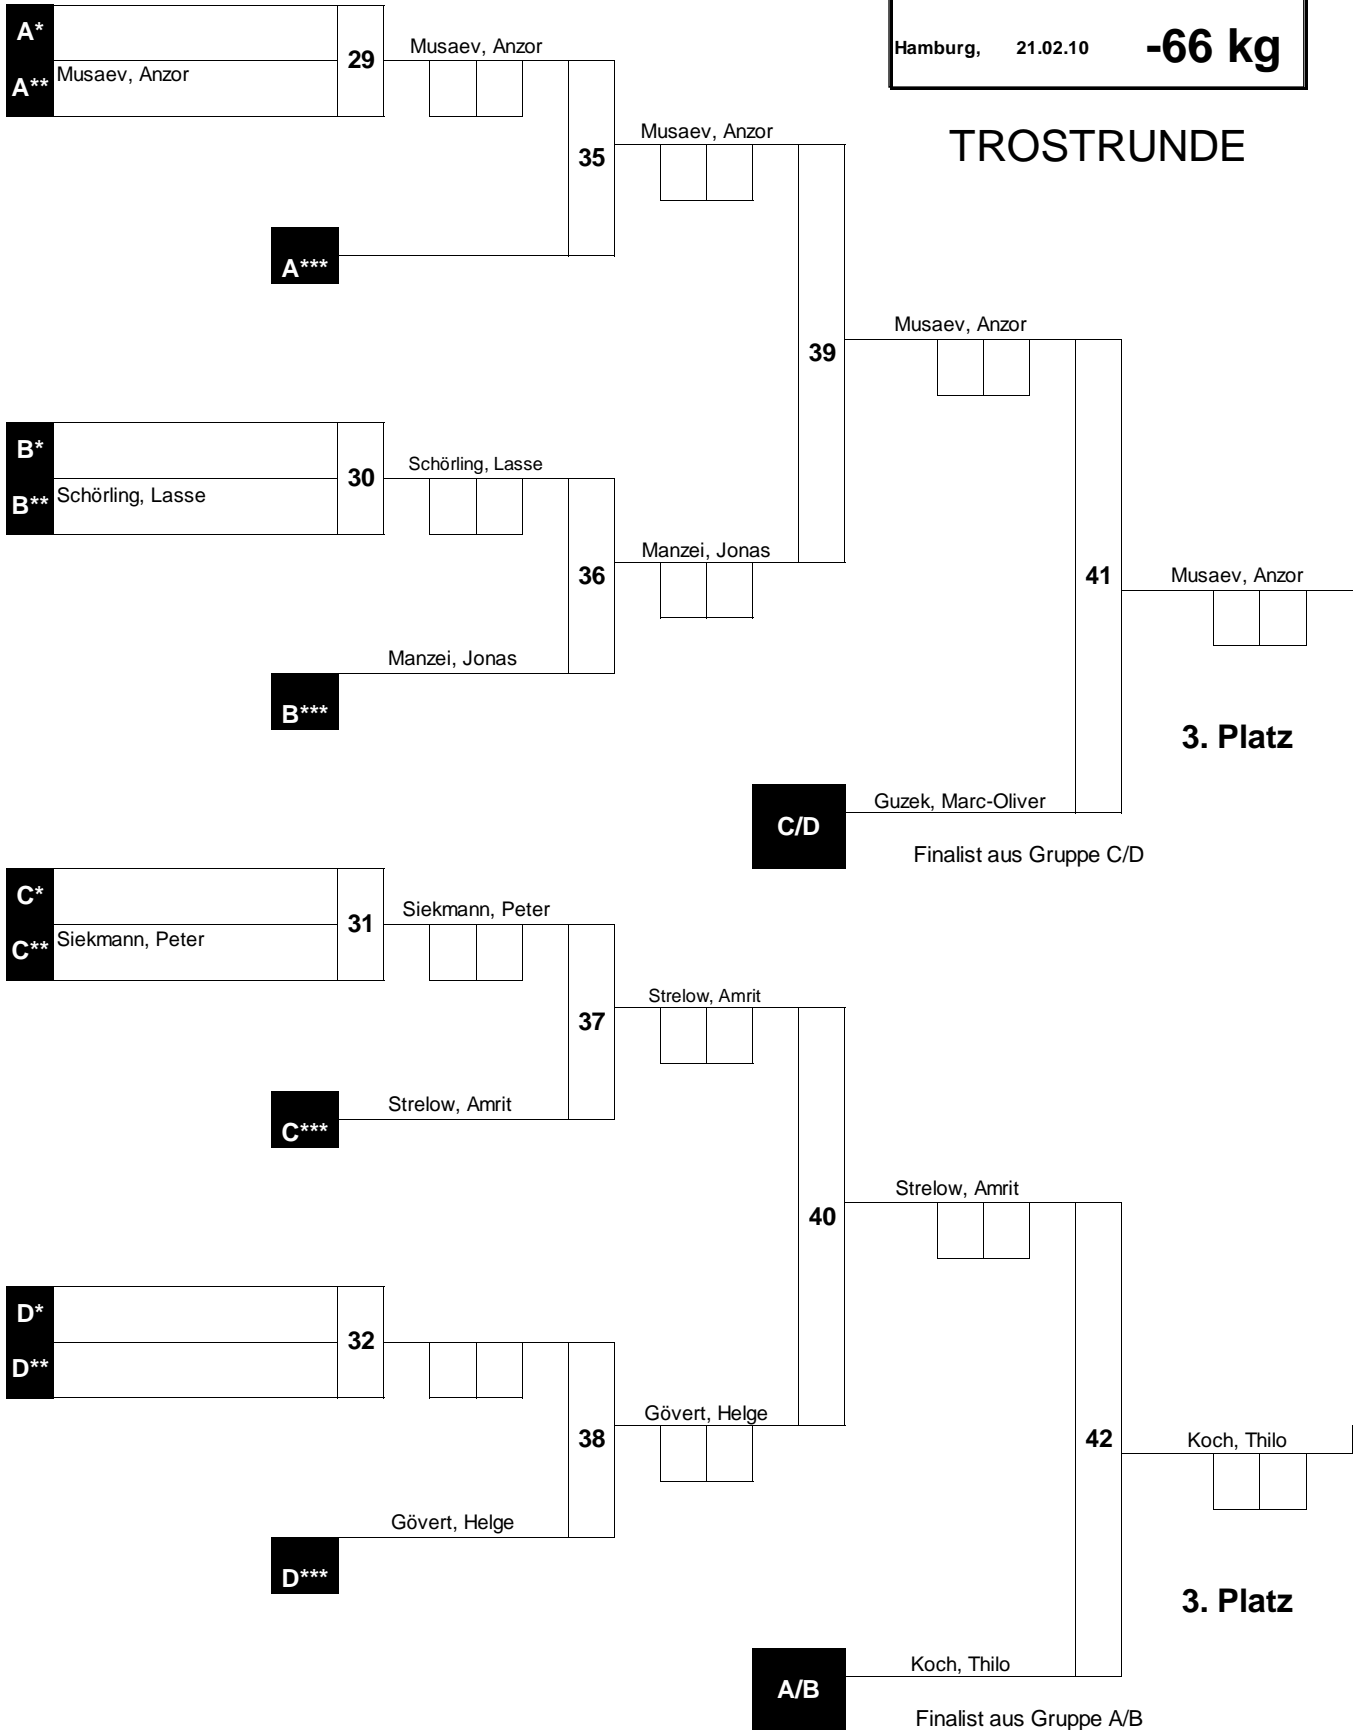 Hamburg, 21.02.10 -66 kg
TROSTRUNDE
A*
A** Musaev, Anzor
29
Musaev, Anzor
35
Musaev, Anzor
A***
39
Musaev, Anzor
B*
B** Schörling, Lasse
30
Schörling, Lasse
36
Manzei, Jonas
Manzei, Jonas
B***
41
Musaev, Anzor
3. Platz
C/D
Guzek, Marc-Oliver
Finalist aus Gruppe C/D
C*
C** Siekmann, Peter
31
Siekmann, Peter
37
Strelow, Amrit
Strelow, Amrit
C***
40
Strelow, Amrit
D*
D**
32
38
Gövert, Helge
Gövert, Helge
D***
42
Koch, Thilo
3. Platz
A/B
Koch, Thilo
Finalist aus Gruppe A/B